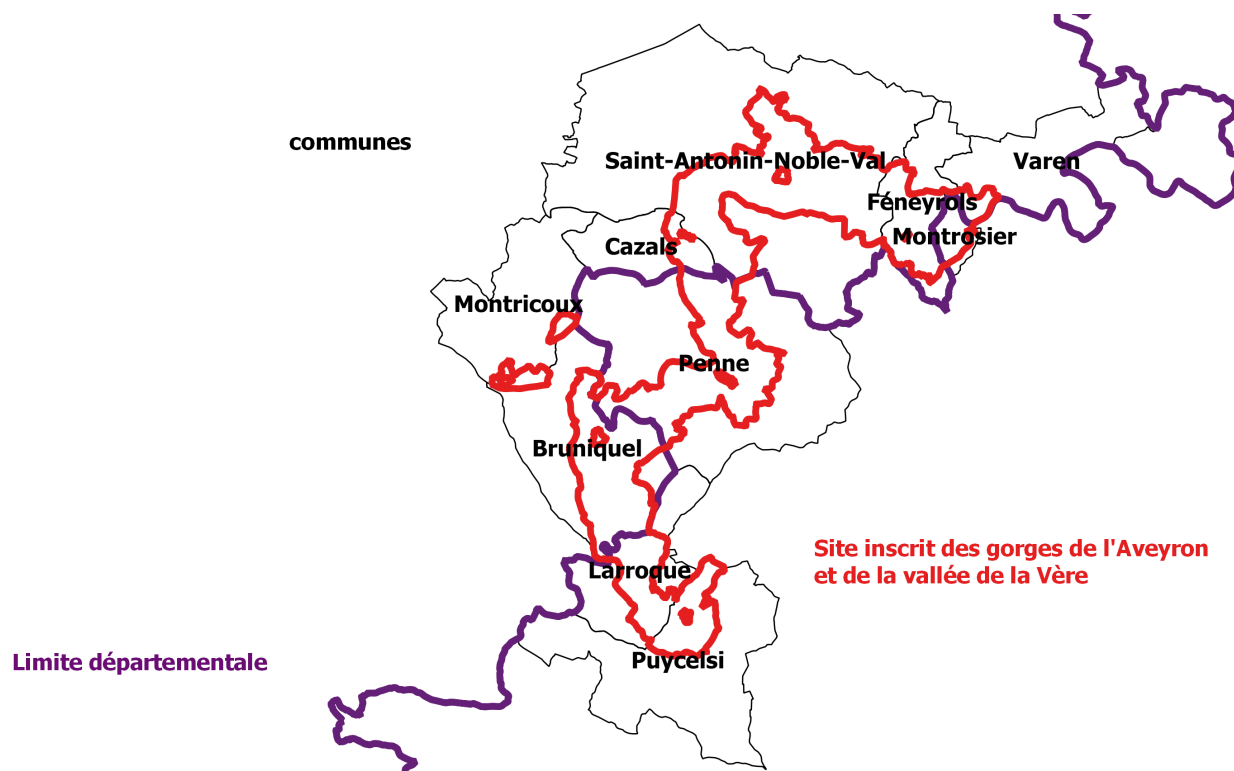 communes
Saint-Antonin-Noble-Val
Varen
Féneyrols
Montrosier
Cazals
Montricoux
Penne
Bruniquel
Site inscrit des gorges de l'Aveyron
et de la vallée de la Vère
Larroque
Limite départementale
Puycelsi